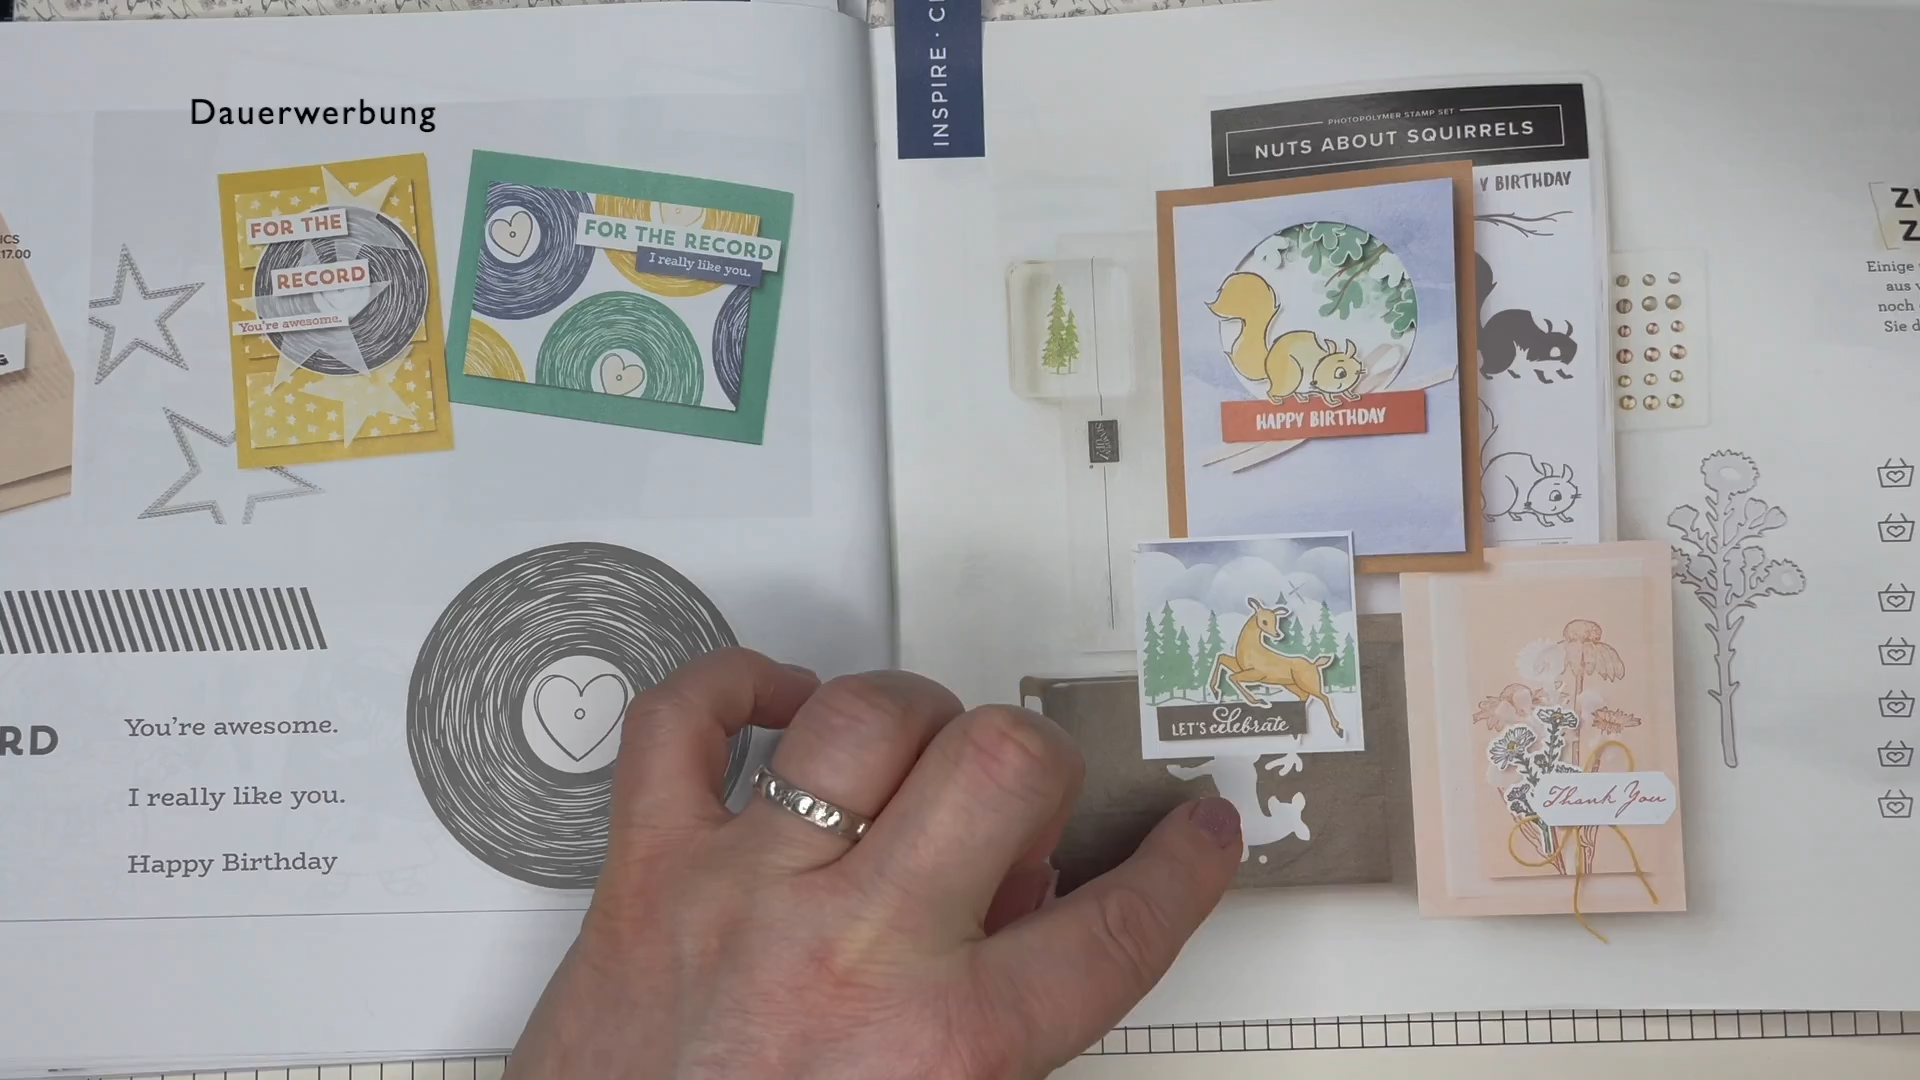 Dauerwerbung
17.00
FOR THE
RECORD
You're awesome.
FOR THE RECORD
I really like you.
You're awesome.
I really like you.
Happy Birthday
RD
INSPIRE · C
PHOTOPOLYMER STAMP SET
NUTS ABOUT SQUIRRELS
Y BIRTHDAY
HAPPY BIRTHDAY
LET'S celebrate
Thank You
Einige
aus
noch
Sie d